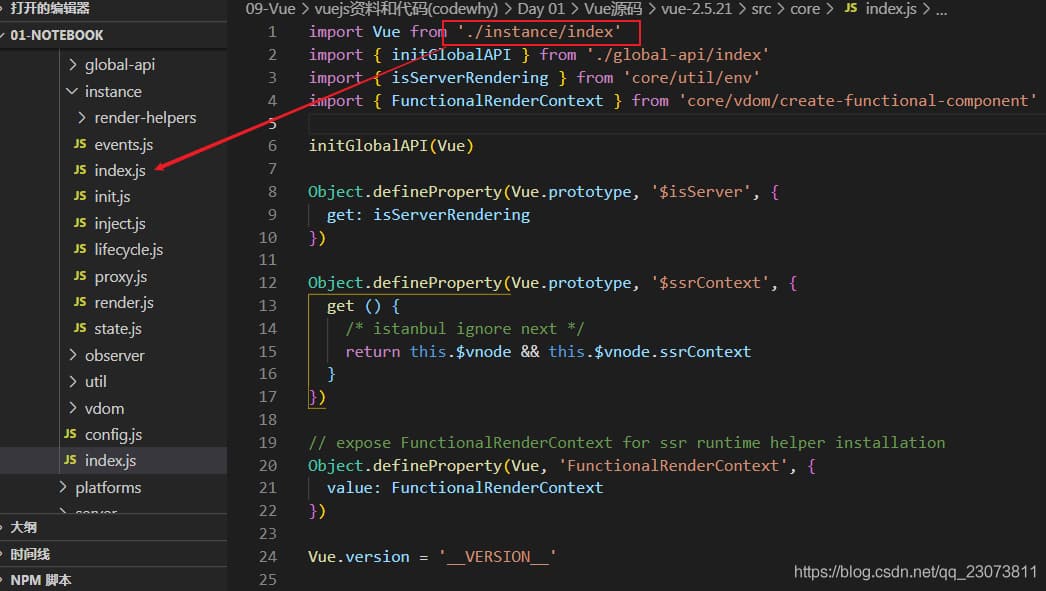 打开的编辑器
09-Vue > vuejs资料和代码(codewhy) > Day 01 > Vue源码 > vue-2.5.21 > src > core > JS index.js > ...
01-NOTEBOOK
global-api
instance
render-helpers
JS events.js
JS index.js
JS init.js
JS inject.js
JS lifecycle.js
JS proxy.js
JS render.js
JS state.js
observer
util
vdom
JS config.js
JS index.js
platforms
server
大纲
时间线
NPM 脚本
1 import Vue from './instance/index'
2 import { initGlobalAPI } from './global-api/index'
3 import { isServerRendering } from 'core/util/env'
4 import { FunctionalRenderContext } from 'core/vdom/create-functional-component'
5
6 initGlobalAPI(Vue)
7
8 Object.defineProperty(Vue.prototype, '$isServer', {
9 get: isServerRendering
10 })
11
12 Object.defineProperty(Vue.prototype, '$ssrContext', {
13 get () {
14 /* istanbul ignore next */
15 return this.$vnode && this.$vnode.ssrContext
16 }
17 })
18
19 // expose FunctionalRenderContext for ssr runtime helper installation
20 Object.defineProperty(Vue, 'FunctionalRenderContext', {
21 value: FunctionalRenderContext
22 })
23
24 Vue.version = '__VERSION__'
25
https://blog.csdn.net/qq_23073811